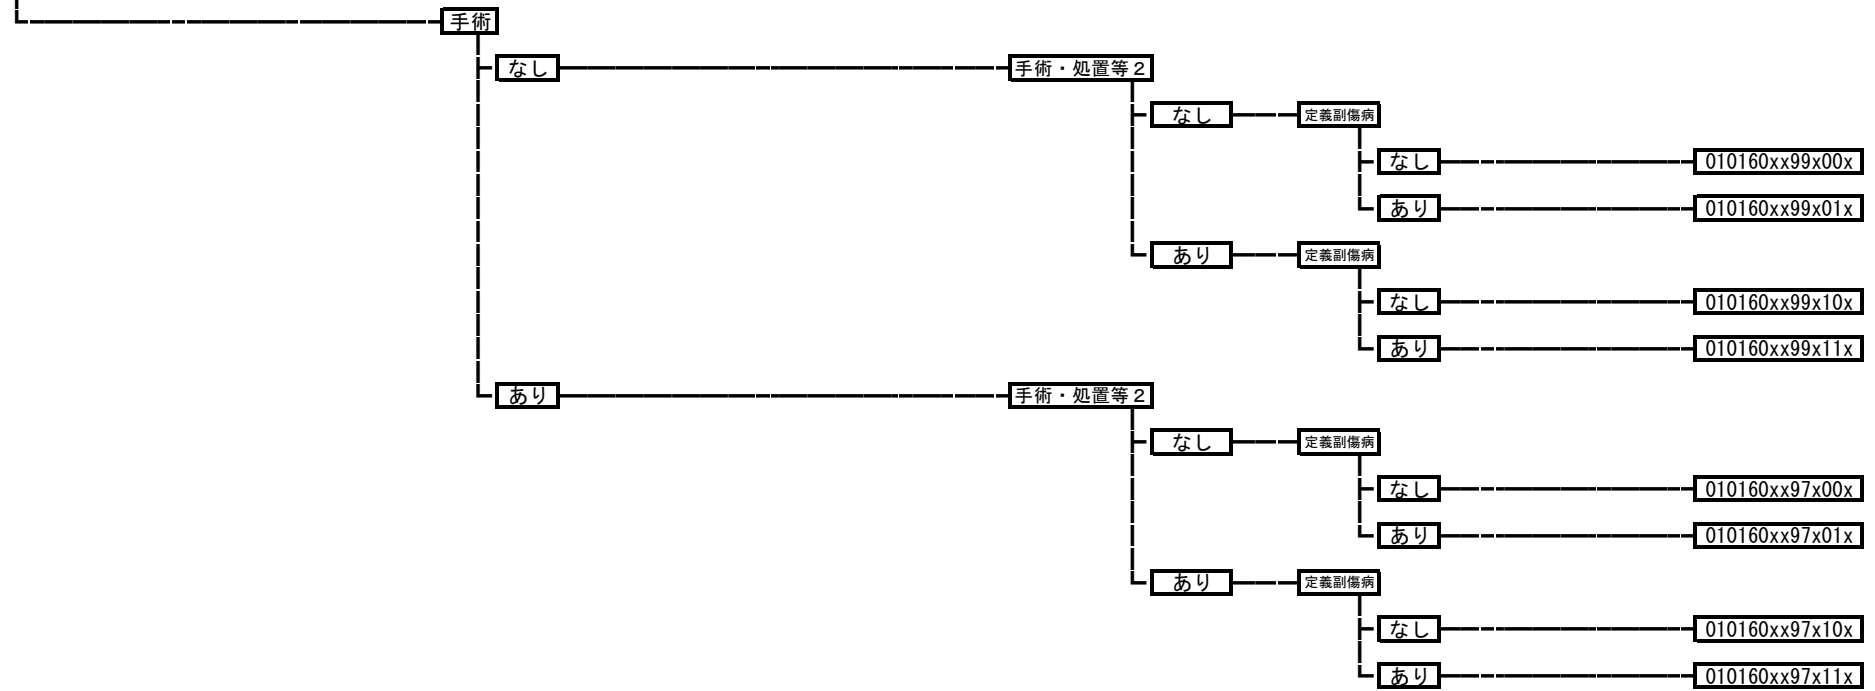 手術
なし 手術・処置等２
なし 定義副傷病
なし 010160xx99x00x
あり 010160xx99x01x
あり 定義副傷病
なし 010160xx99x10x
あり 010160xx99x11x
あり 手術・処置等２
なし 定義副傷病
なし 010160xx97x00x
あり 010160xx97x01x
あり 定義副傷病
なし 010160xx97x10x
あり 010160xx97x11x